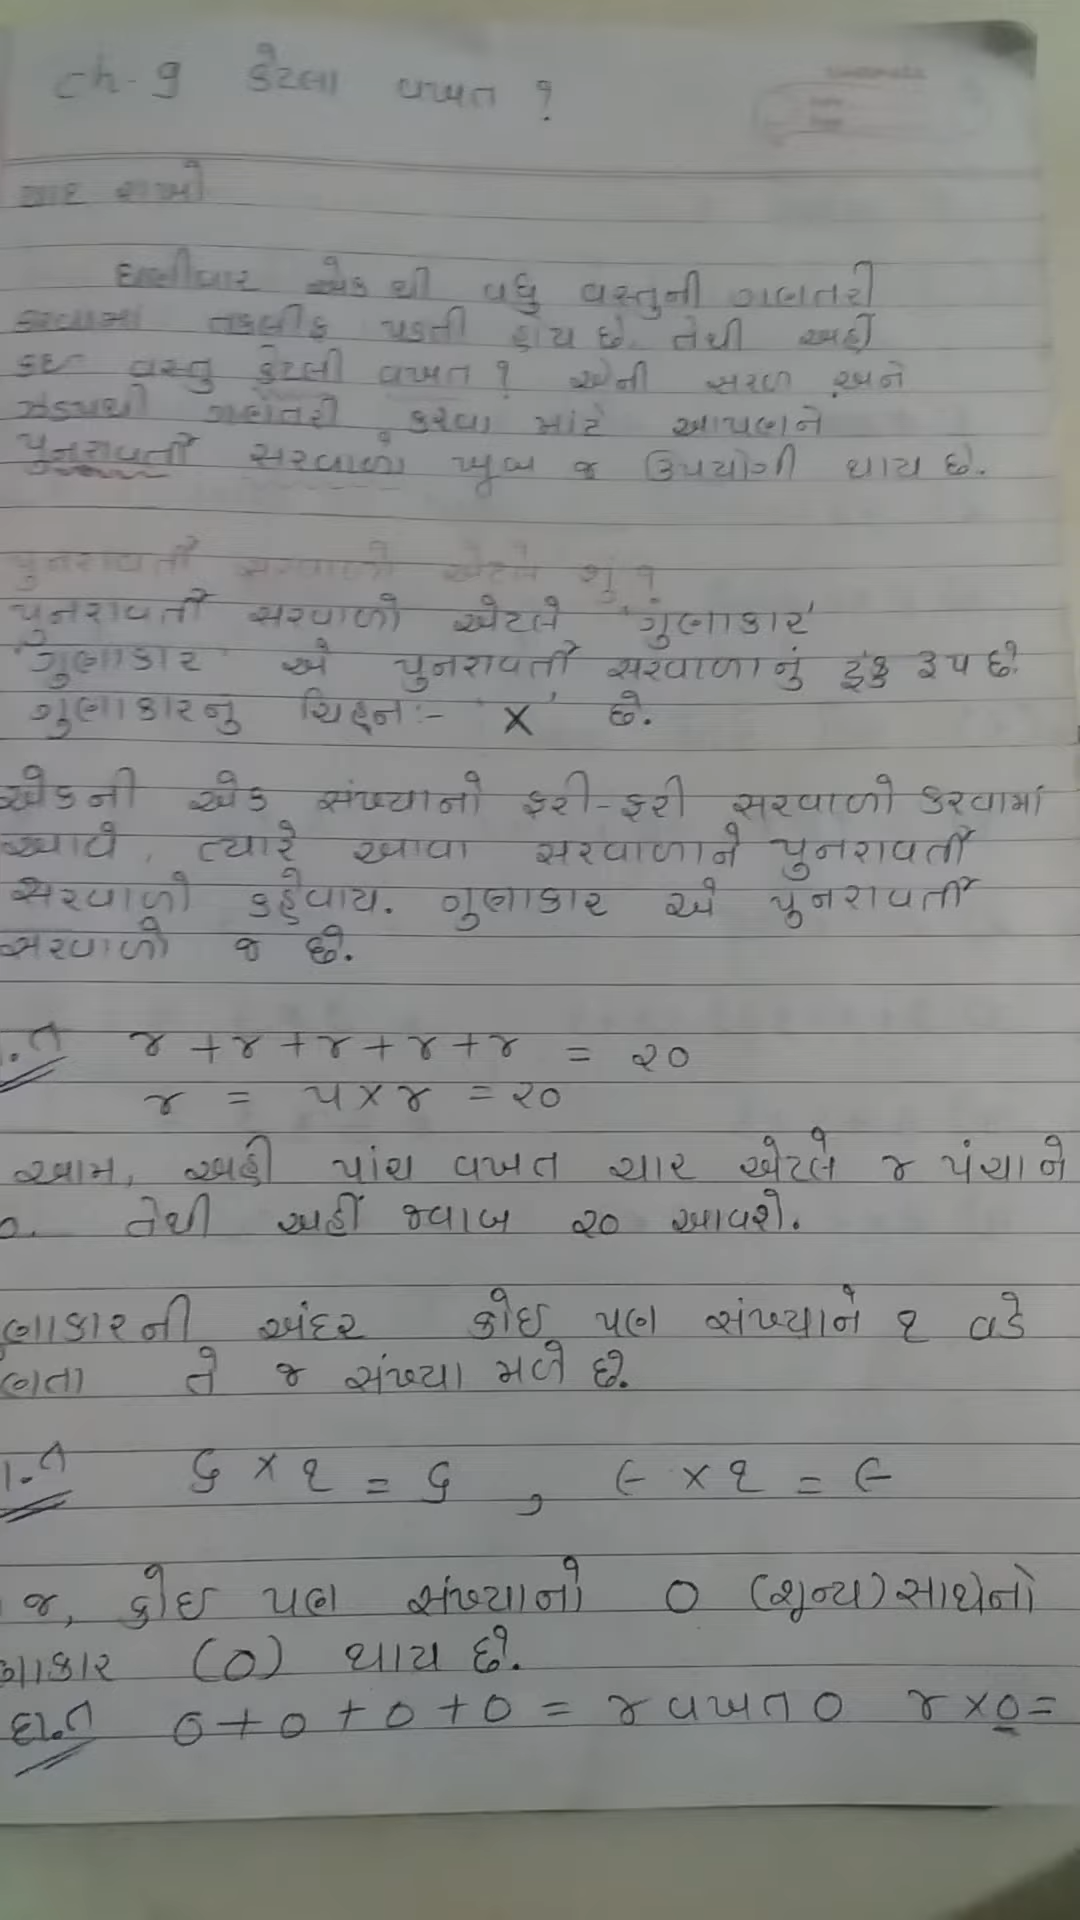 ch-9 કેટલા વખત ?
યાદ રાખો
ઘણીવાર એક થી વધુ વસ્તુની ગણતરી
કરવામાં તકલીફ પડતી હોય છે. તેથી અહીં
કઇ વસ્તુ કેટલી વખત ? એની સરળ અને
ઝડપથી ગણતરી કરવા માટે આપણને
પુનરાવર્તી સરવાળો ખૂબ જ ઉપયોગી થાય છે.
પુનરાવર્તી સરવાળો એટલે શું ?
પુનરાવર્તી સરવાળો એટલે 'ગુણાકાર'
'ગુણાકાર' એ પુનરાવર્તી સરવાળાનું ટૂંકુ રૂપ છે.
ગુણાકારનુ ચિહન :- 'x' છે.
એકની એક સંખ્યાનો ફરી-ફરી સરવાળો કરવામાં
આવે, ત્યારે આવા સરવાળાને પુનરાવર્તી
સરવાળો કહેવાય. ગુણાકાર એ પુનરાવર્તી
સરવાળો જ છે.
.ત ૪ + ૪ + ૪ + ૪ + ૪ = ૨૦
૪ = ૫ x ૪ = ૨૦
આમ, અહી પાંચ વખત ચાર એટલે ૪ પંચાને
૦. તેથી અહીં જવાબ ૨૦ આવશે.
ણાકારની અંદર કોઇ પણ સંખ્યાને ૧ વડે
ણતા તે જ સંખ્યા મળે છે.
ા.ત ૬ x ૧ = ૬ , ૯ x ૧ = ૯
જ, કોઇ પણ સંખ્યાનો 0 (શૂન્ય) સાથેનો
ણાકાર (0) થાય છે.
દા.ત 0 + 0 + 0 + 0 = ૪ વખત 0 ૪ x 0 =